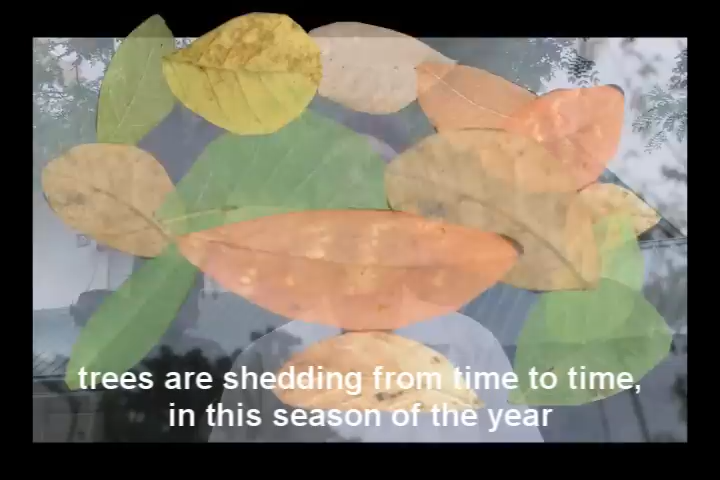 trees are shedding from time to time,
in this season of the year